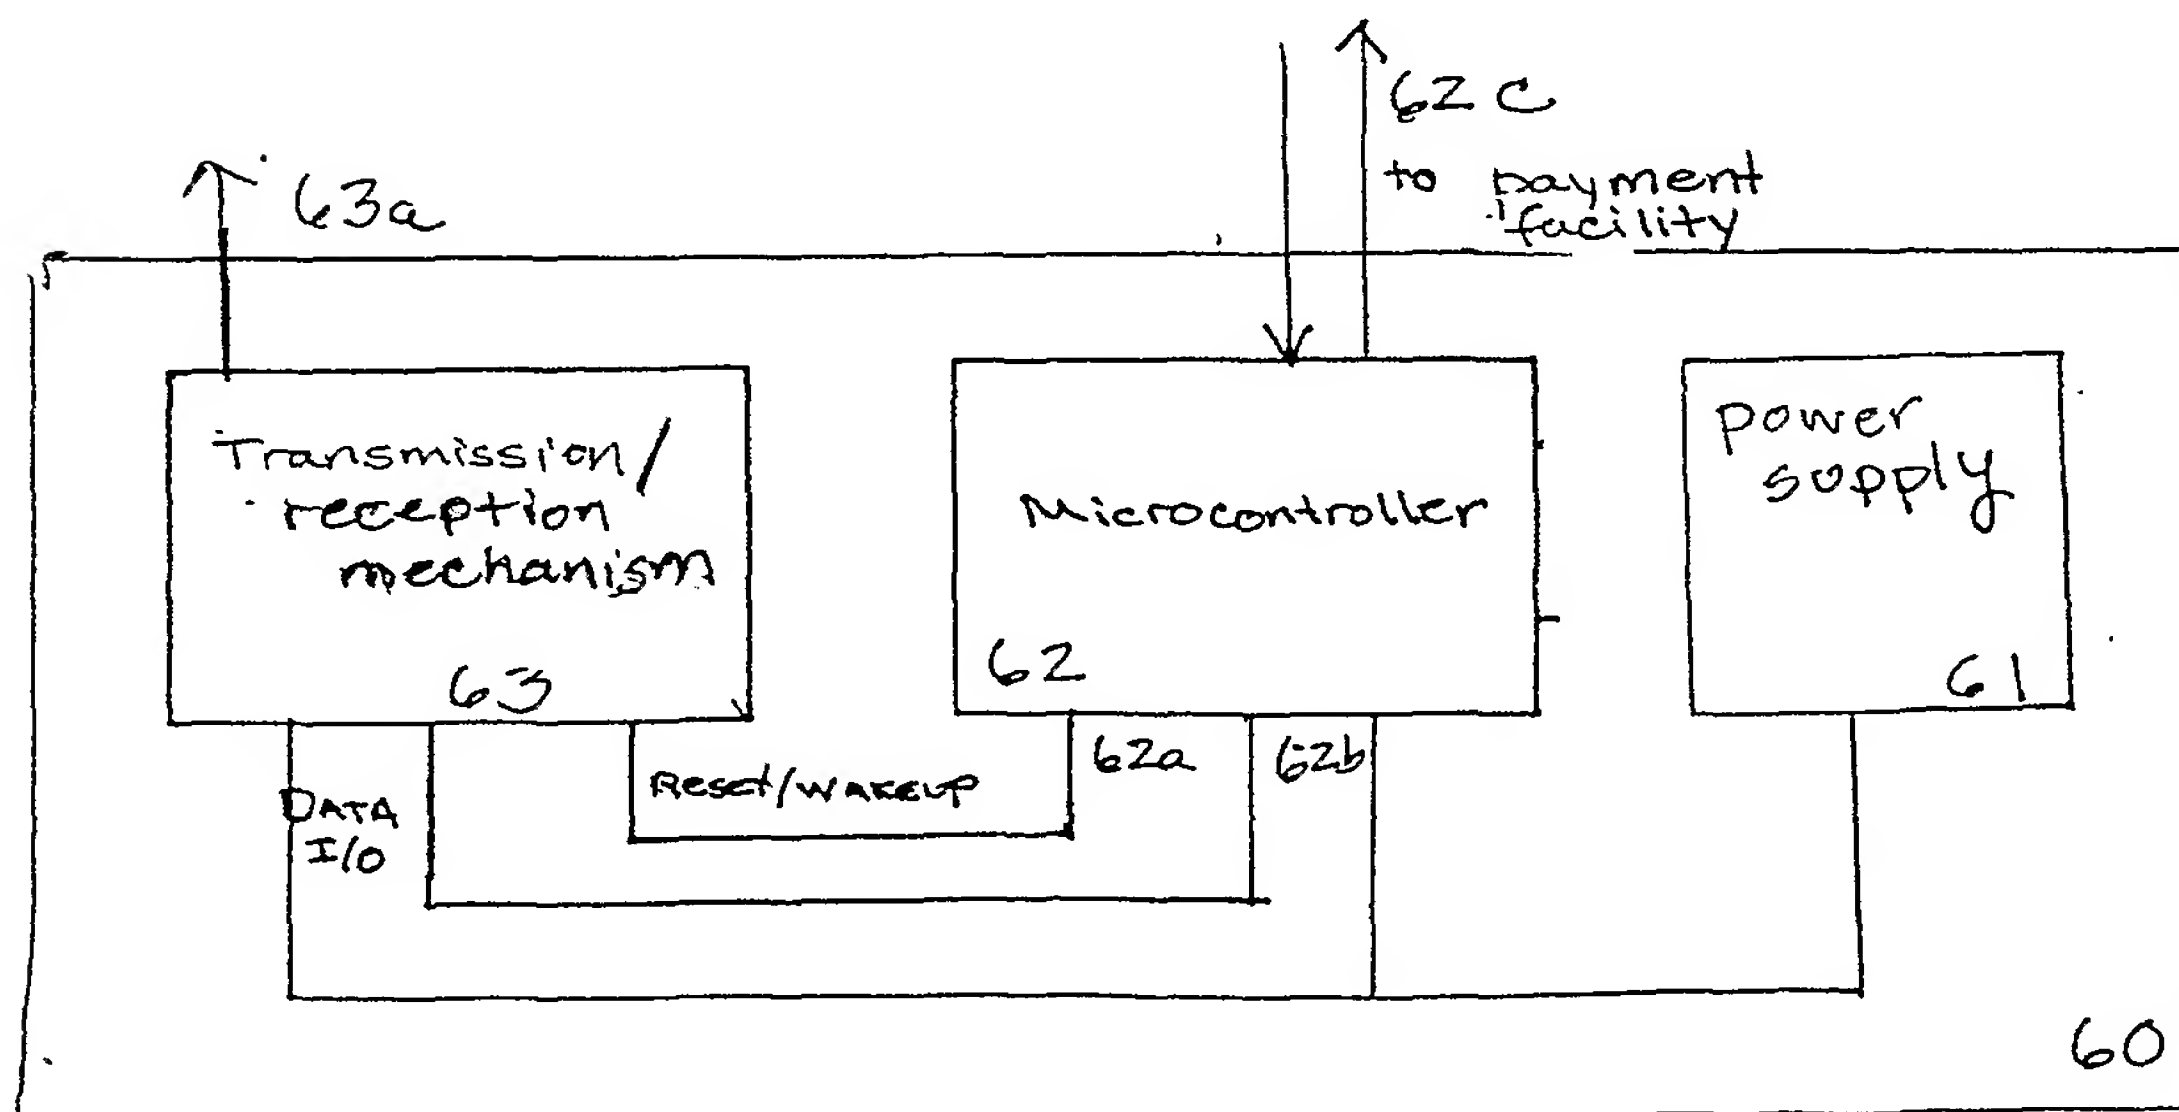 62c
to payment
facility
63a
Transmission/
reception
mechanism
63
Microcontroller
62
Power
supply
61
DATA
I/O
Reset/WAKEUP
62a
62b
60